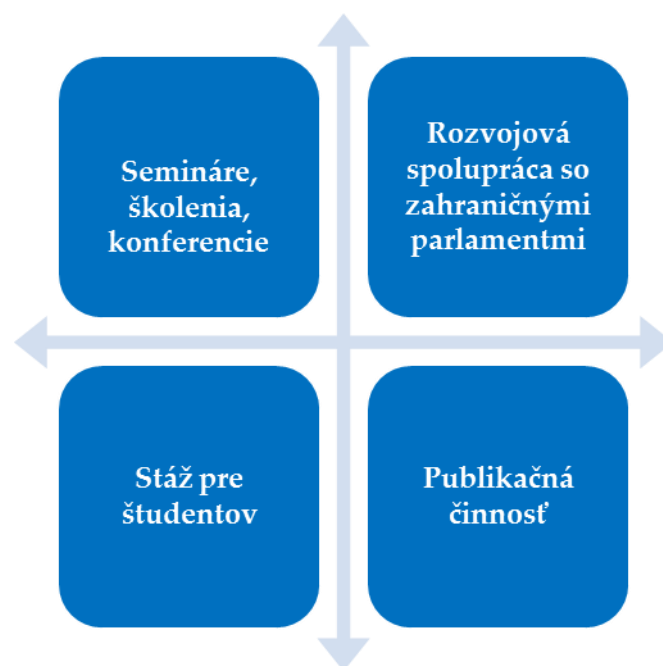 Semináre,
školenia,
konferencie
Rozvojová
spolupráca so
zahraničnými
parlamentmi
Stáž pre
študentov
Publikačná
činnosť